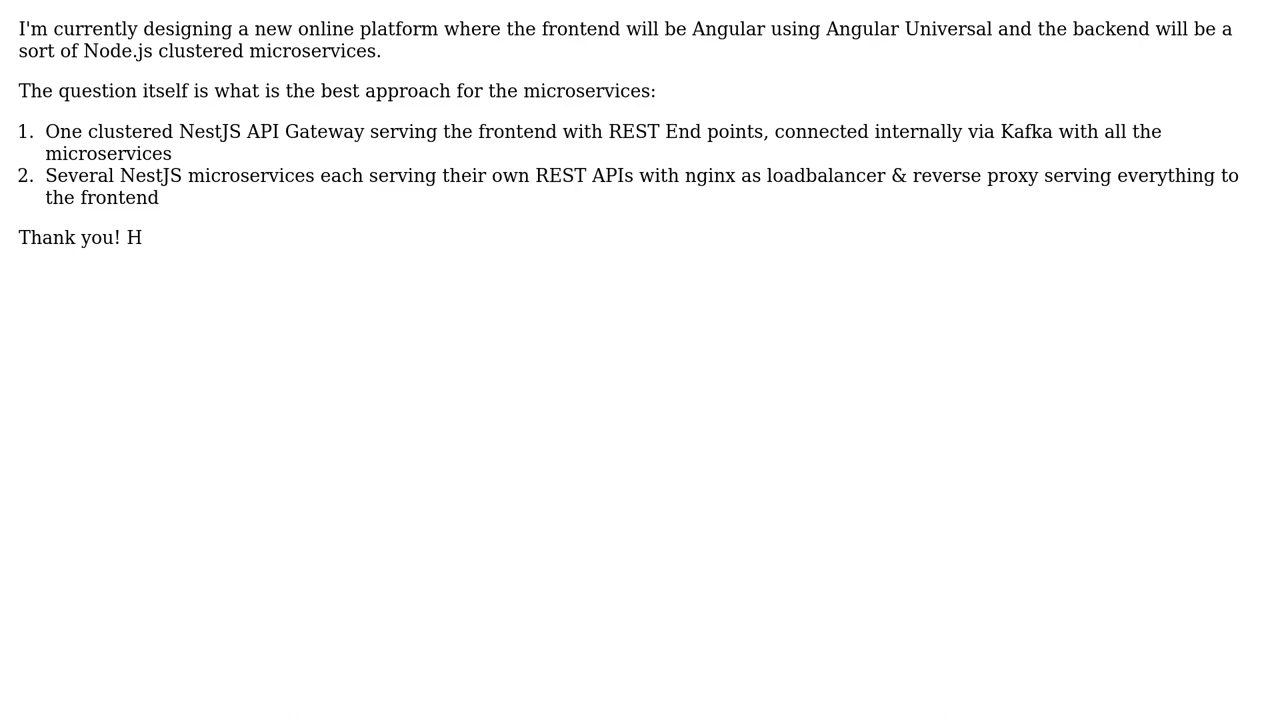 I'm currently designing a new online platform where the frontend will be Angular using Angular Universal and the backend will be a
sort of Node.js clustered microservices.
The question itself is what is the best approach for the microservices:
1. One clustered NestJS API Gateway serving the frontend with REST End points, connected internally via Kafka with all the
microservices
2. Several NestJS microservices each serving their own REST APIs with nginx as loadbalancer & reverse proxy serving everything to
the frontend
Thank you! H